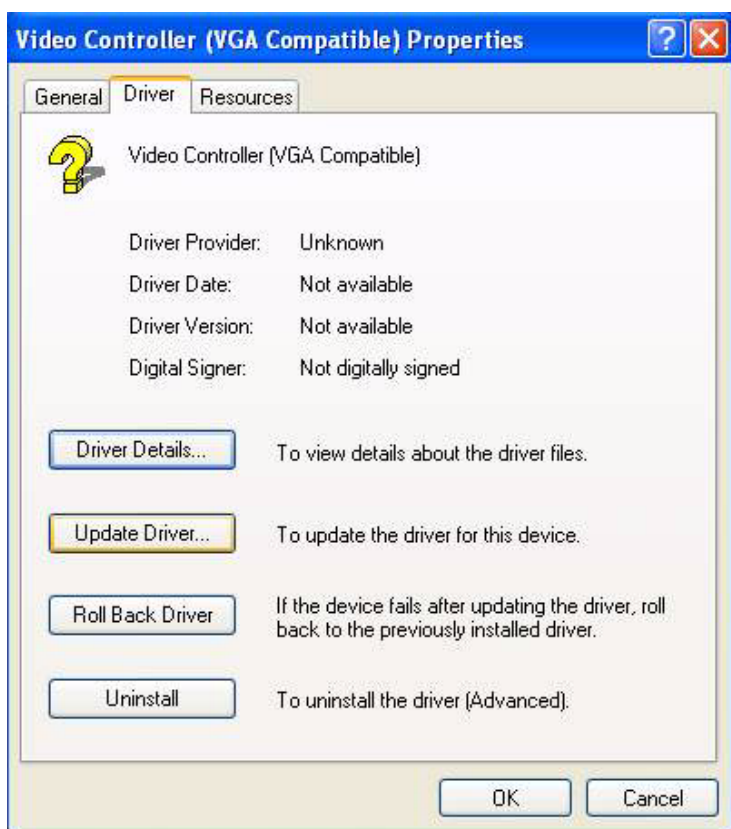 Video Controller (VGA Compatible) Properties
General Driver Resources
Video Controller (VGA Compatible)
Driver Provider: Unknown
Driver Date: Not available
Driver Version: Not available
Digital Signer: Not digitally signed
Driver Details... To view details about the driver files.
Update Driver... To update the driver for this device.
Roll Back Driver If the device fails after updating the driver, roll
back to the previously installed driver.
Uninstall To uninstall the driver (Advanced).
OK Cancel